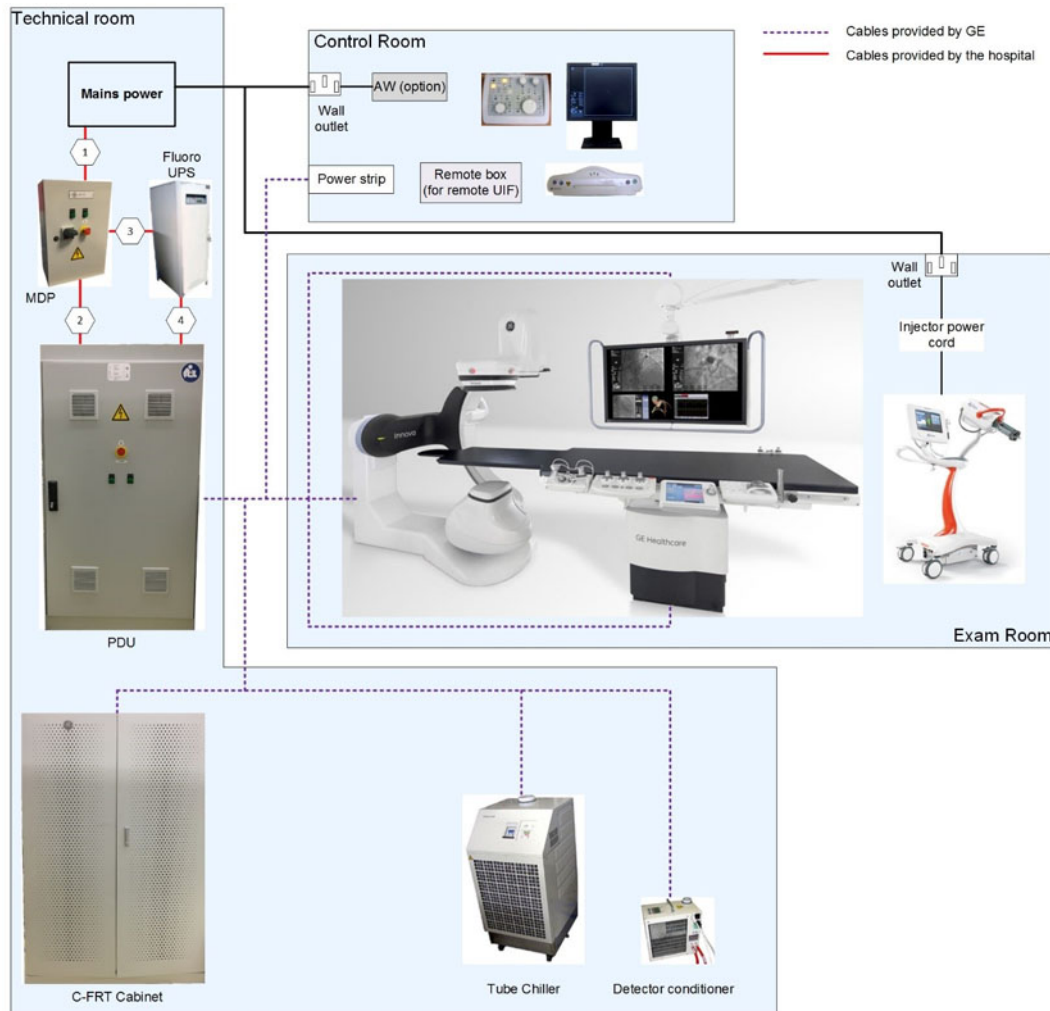 Technical room
Control Room
Cables provided by GE
Cables provided by the hospital
Mains power
AW (option)
Wall
outlet
1
Fluoro
UPS
Power strip
Remote box
(for remote UIF)
3
MDP
2
4
Wall
outlet
Injector power
cord
Innova
GE Healthcare
PDU
Exam Room
C-FRT Cabinet
Tube Chiller
Detector conditioner